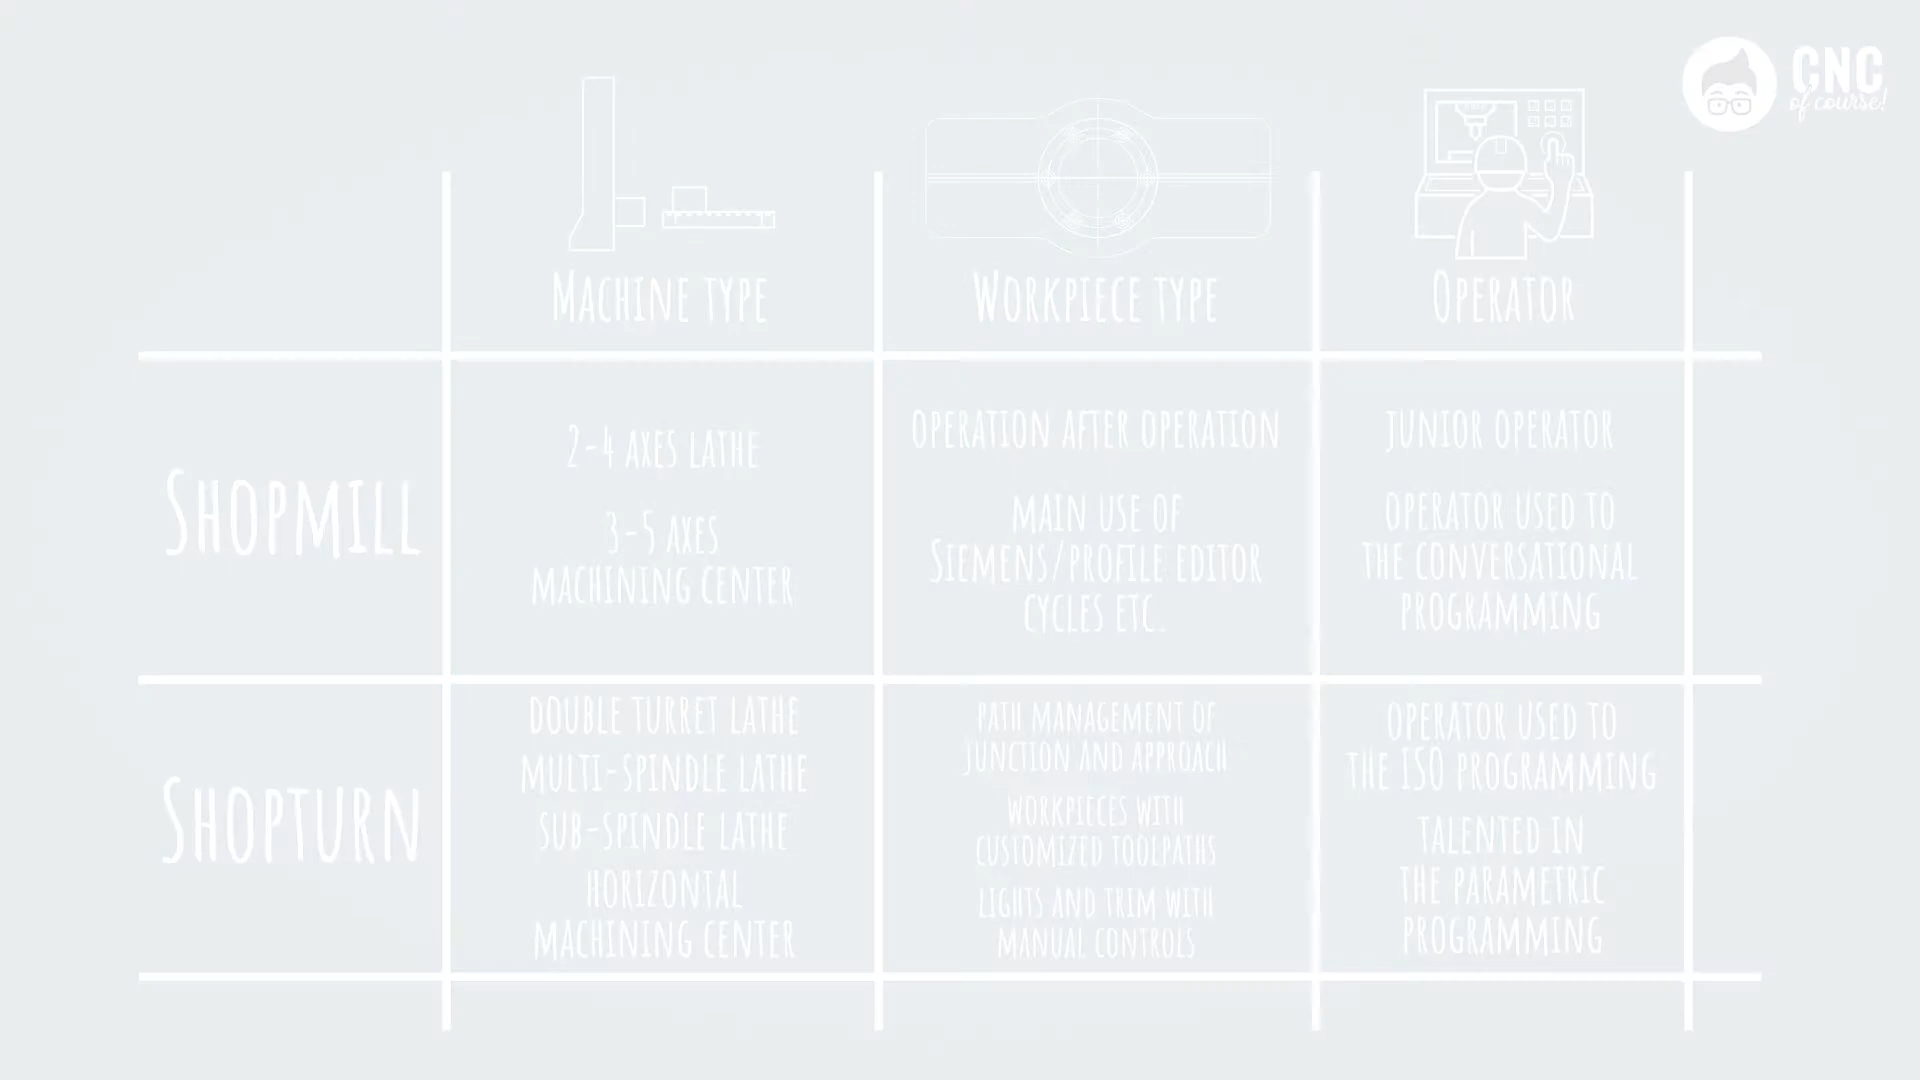 CNC
of course!
Machine type
Workpiece type
Operator
Shopmill
2-4 axes lathe
3-5 axes
machining center
operation after operation
main use of
Siemens/profile editor
cycles etc.
junior operator
operator used to
the conversational
programming
Shopturn
double turret lathe
multi-spindle lathe
sub-spindle lathe
horizontal
machining center
path management of
junction and approach
workpieces with
customized toolpaths
lights and trim with
manual controls
operator used to
the ISO programming
talented in
the parametric
programming